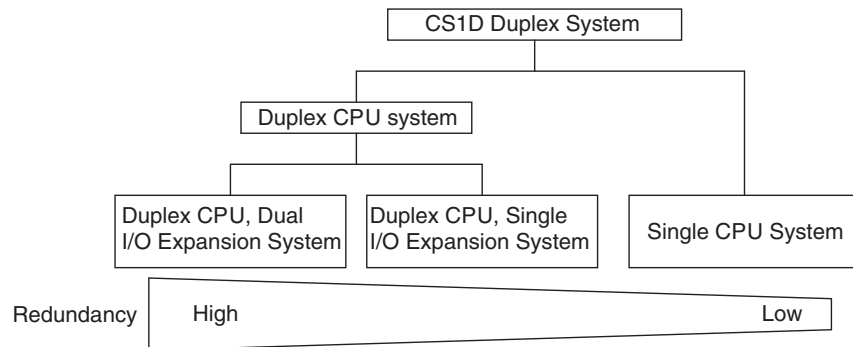 CS1D Duplex System
Duplex CPU system
Duplex CPU, Dual
I/O Expansion System
Duplex CPU, Single
I/O Expansion System
Single CPU System
Redundancy
High
Low